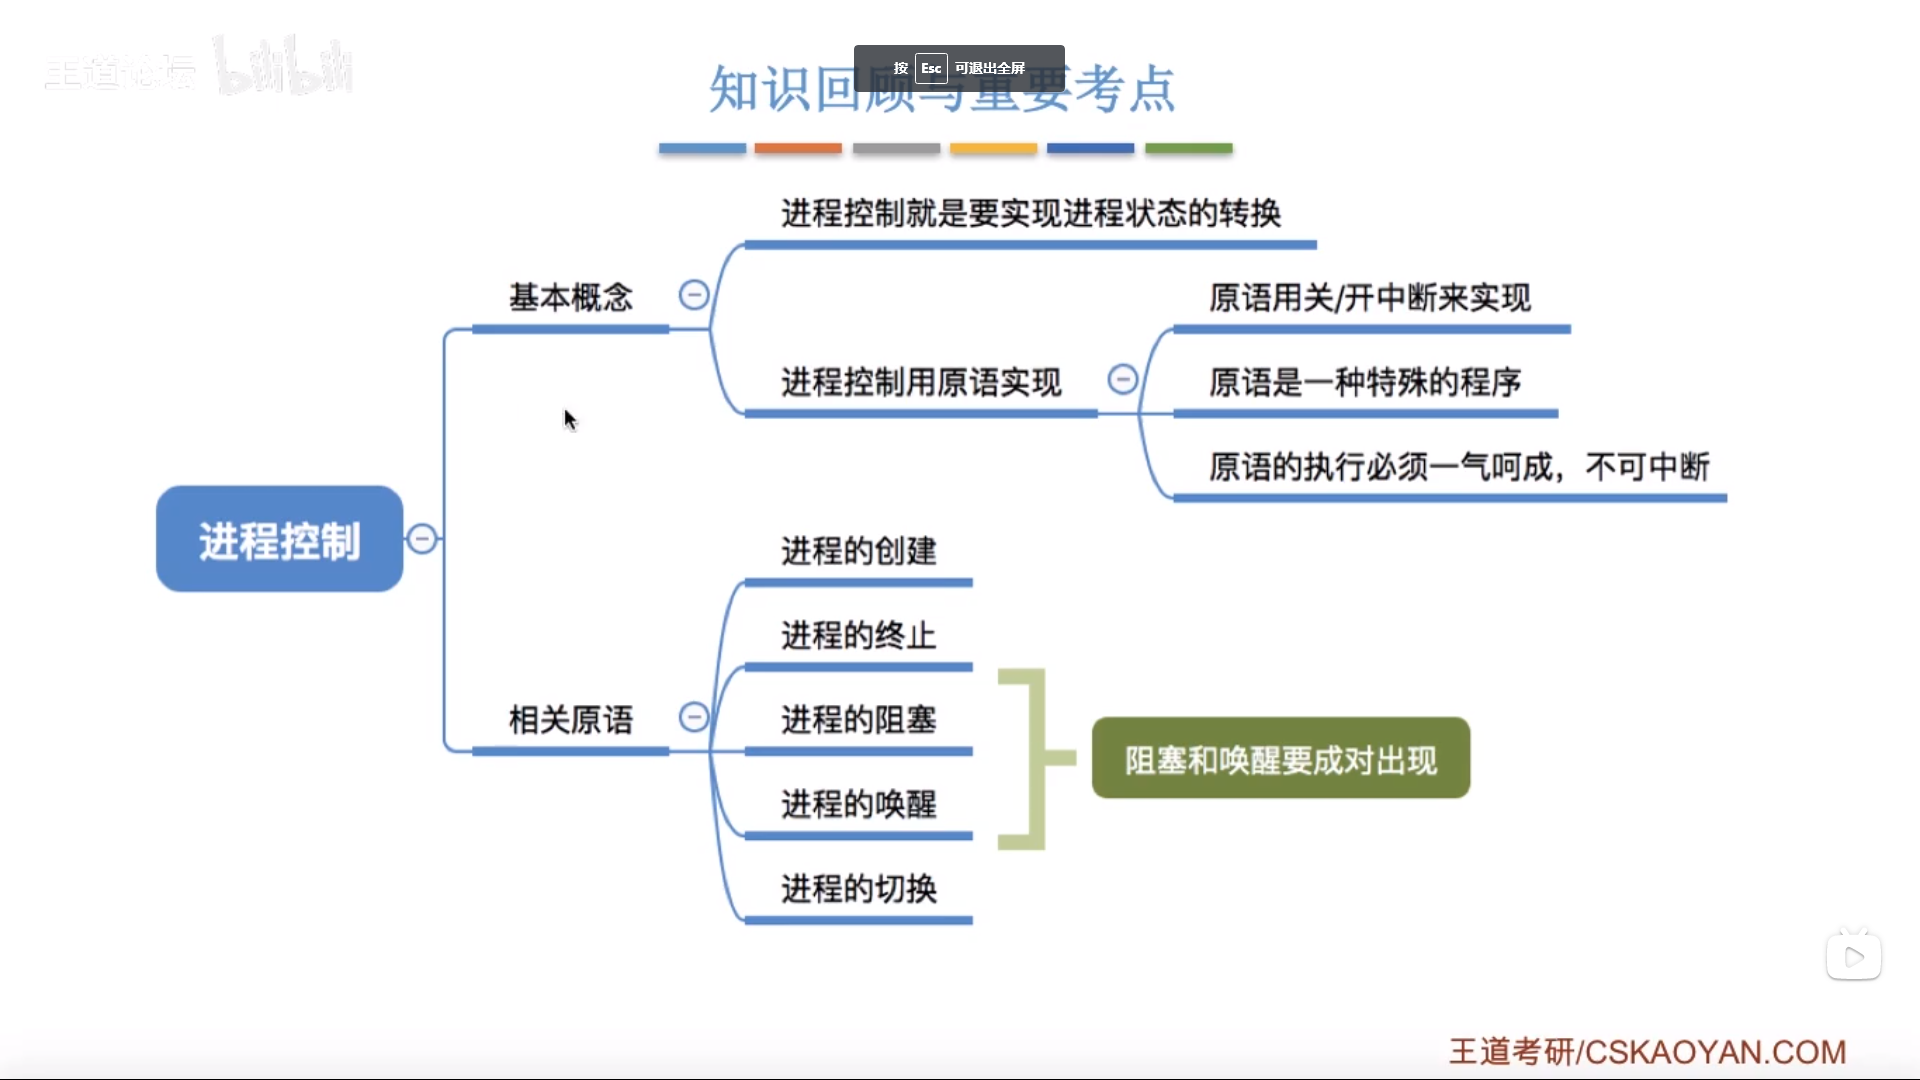 王道论坛 bilibili
按 Esc 可退出全屏
知识回顾与重要考点
进程控制就是要实现进程状态的转换
基本概念
原语用关/开中断来实现
进程控制用原语实现
原语是一种特殊的程序
原语的执行必须一气呵成，不可中断
进程控制
进程的创建
进程的终止
相关原语
进程的阻塞
阻塞和唤醒要成对出现
进程的唤醒
进程的切换
王道考研/CSKAOYAN.COM